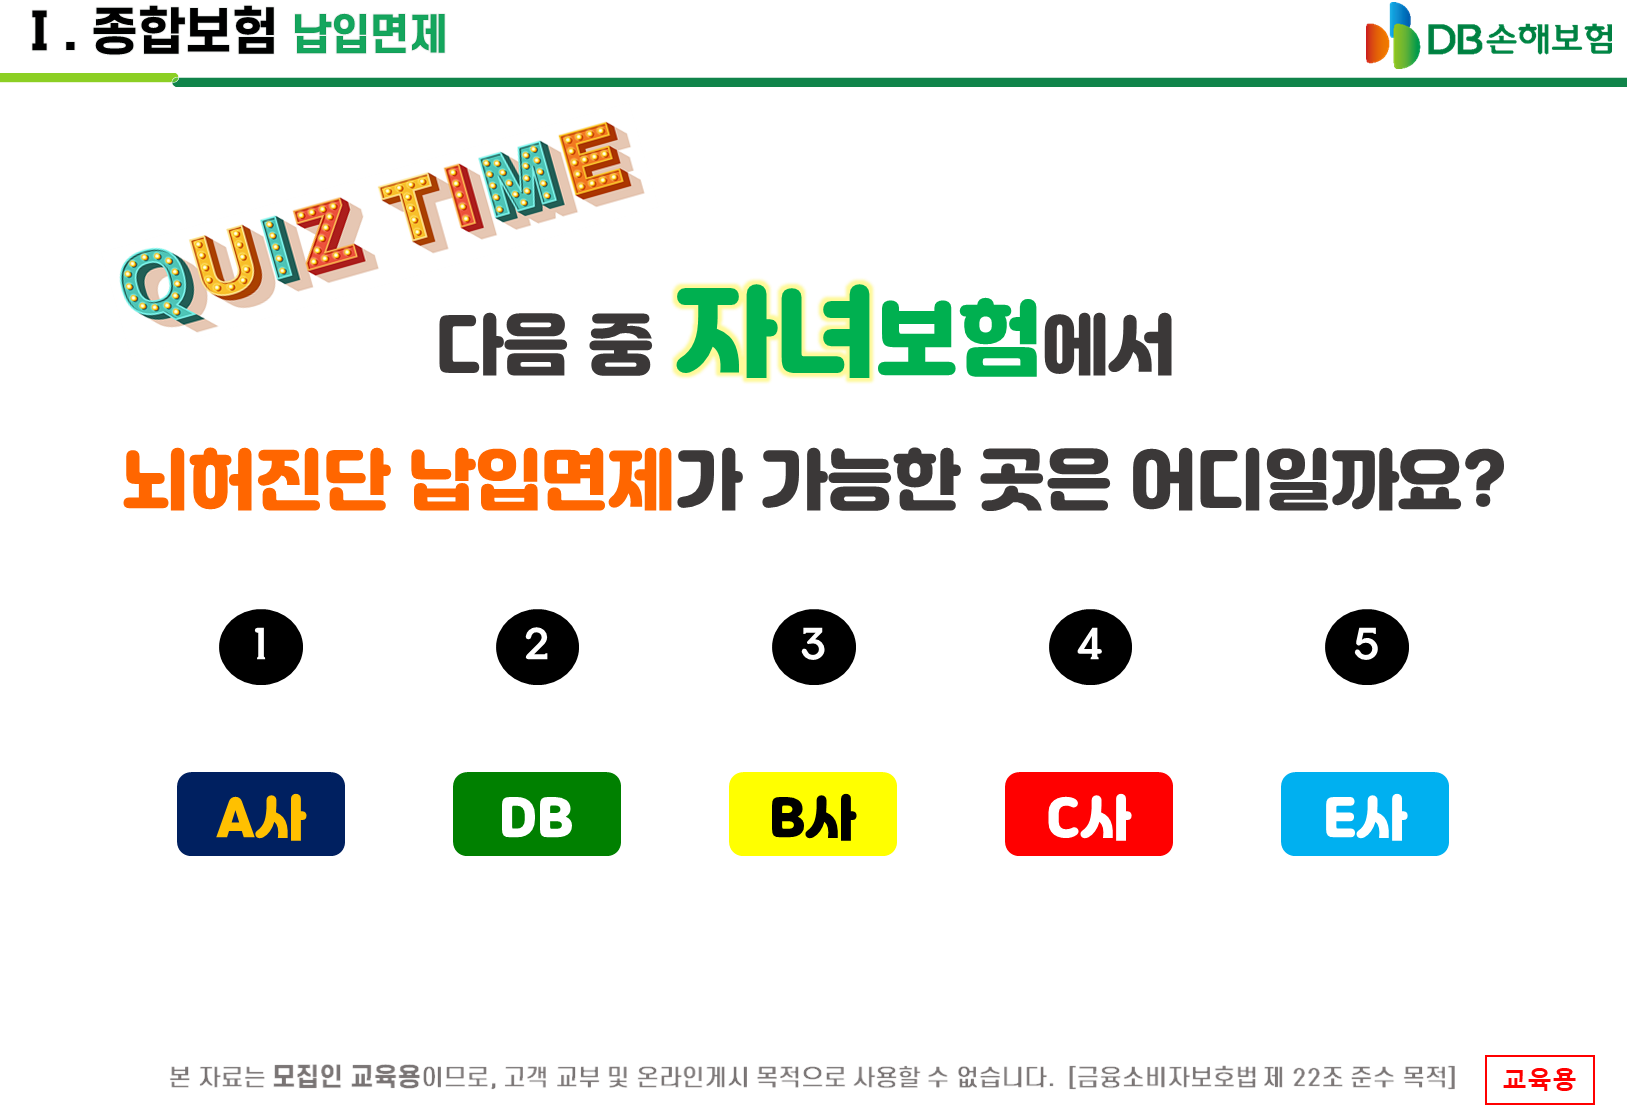 Ⅰ. 종합보험 납입면제
DB손해보험
QUIZ TIME
다음 중 자녀보험에서
뇌허진단 납입면제가 가능한 곳은 어디일까요?
1 2 3 4 5
A사 DB B사 C사 E사
본 자료는 모집인 교육용이므로, 고객 교부 및 온라인게시 목적으로 사용할 수 없습니다. [금융소비자보호법 제 22조 준수 목적]
교육용